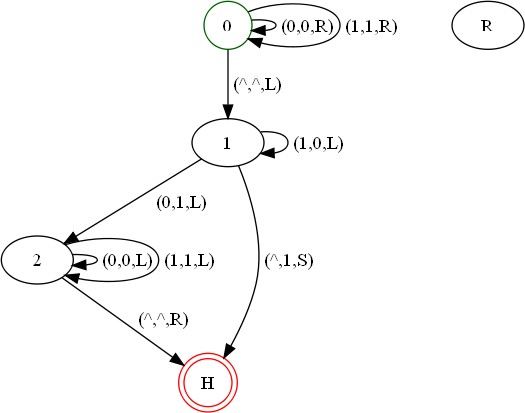 0
(0,0,R)
(1,1,R)
R
(^,^,L)
1
(1,0,L)
(0,1,L)
2
(0,0,L)
(1,1,L)
(^,1,S)
(^,^,R)
H